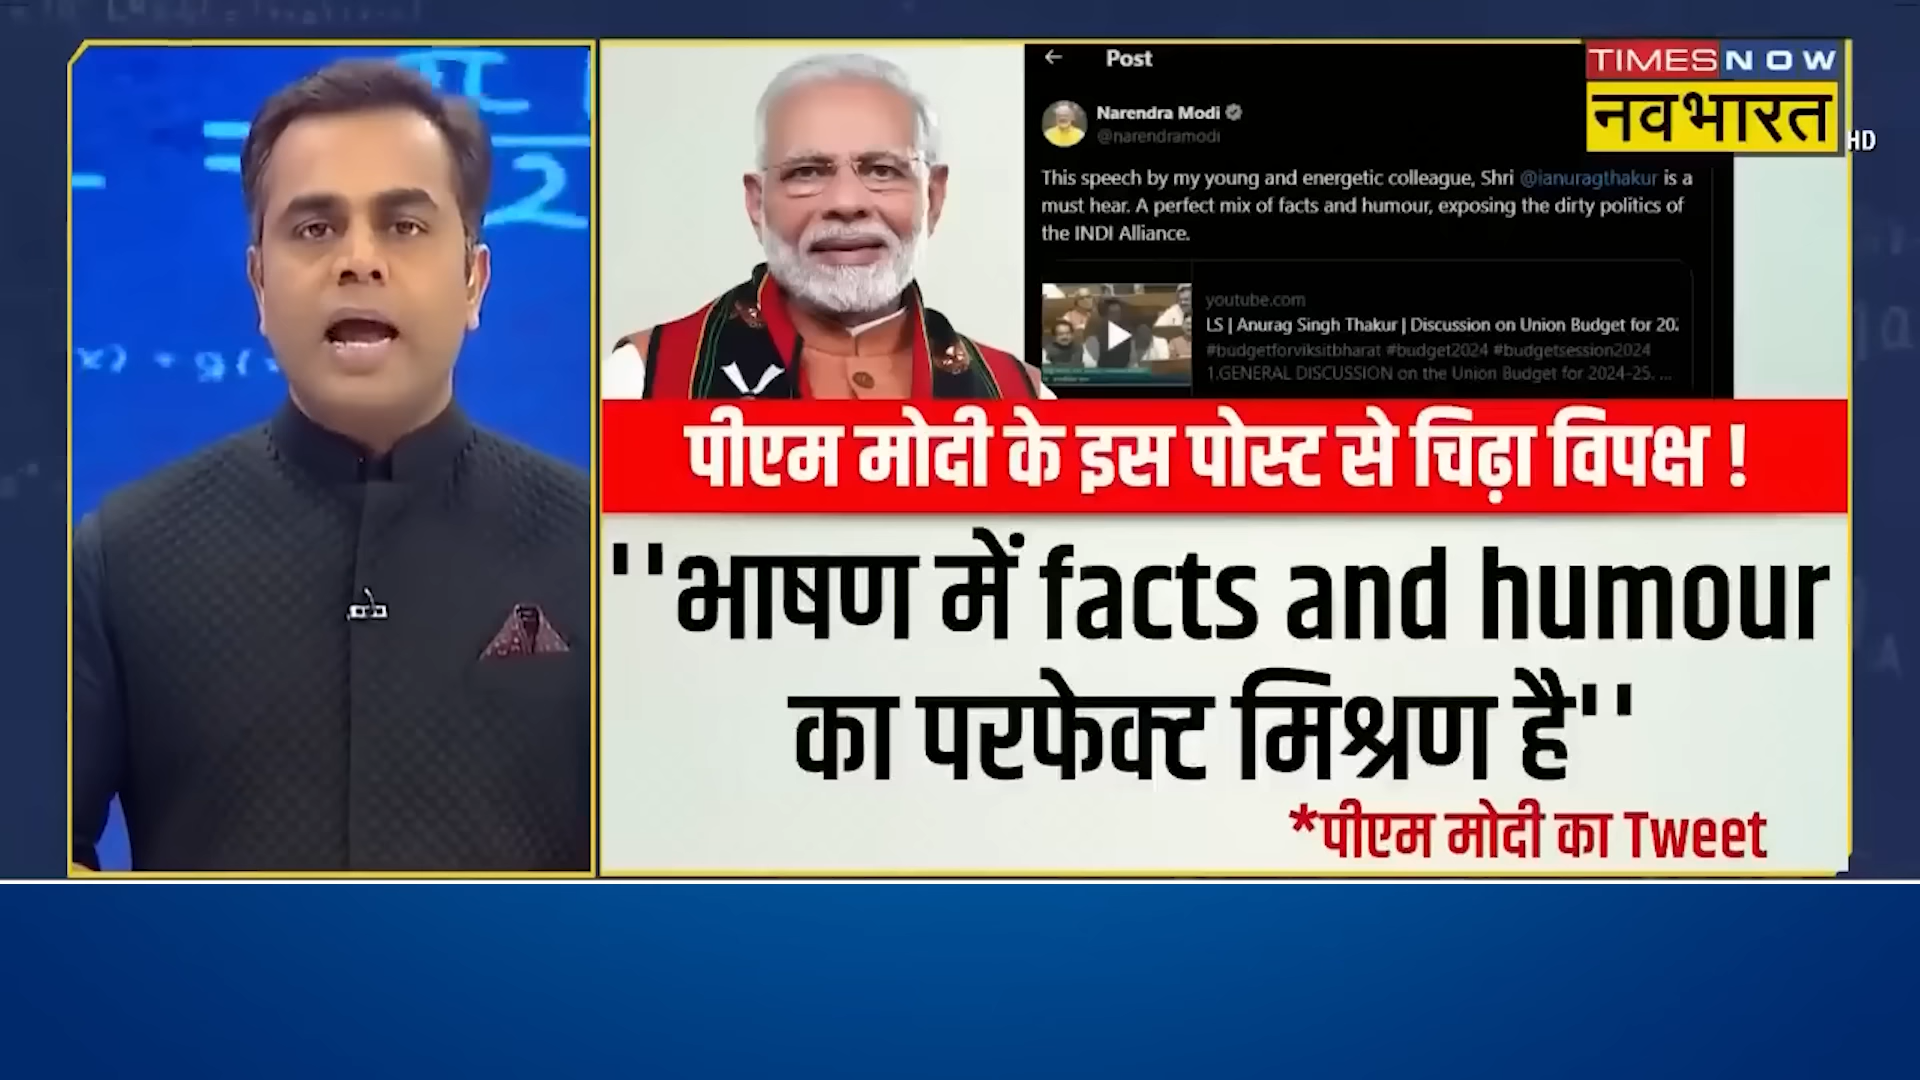 TIMES NOW
नवभारत
HD
Post
Narendra Modi
@narendramodi
This speech by my young and energetic colleague, Shri @ianuragthakur is a
must hear. A perfect mix of facts and humour, exposing the dirty politics of
the INDI Alliance.
youtube.com
LS | Anurag Singh Thakur | Discussion on Union Budget for 202
#budgetforviksitbharat #budget2024 #budgetsession2024
1.GENERAL DISCUSSION on the Union Budget for 2024-25. ...
पीएम मोदी के इस पोस्ट से चिढ़ा विपक्ष !
''भाषण में facts and humour
का परफेक्ट मिश्रण है''
*पीएम मोदी का Tweet